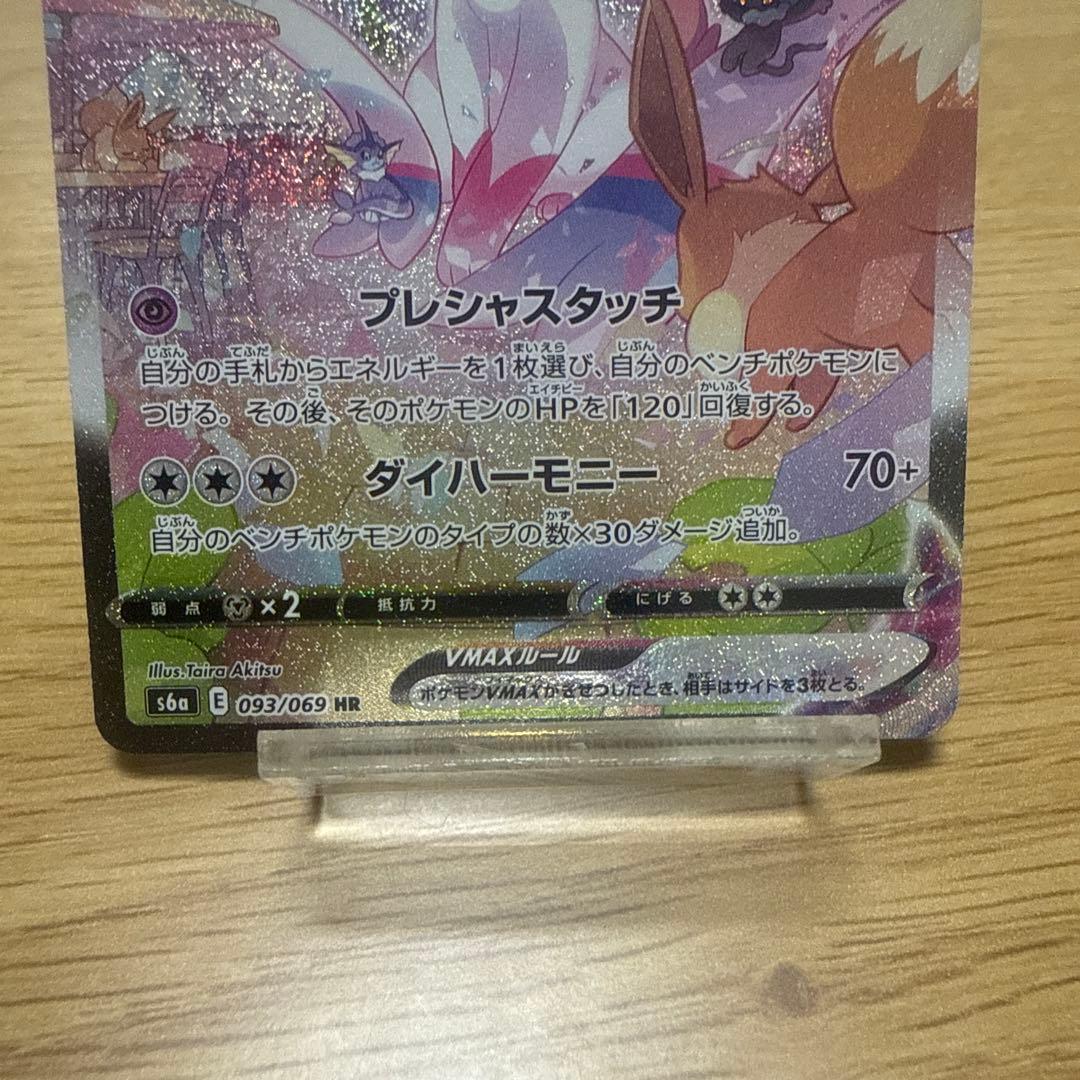 プレシャスタッチ
自分の手札からエネルギーを1枚選び、自分のベンチポケモンに
つける。その後、そのポケモンのHPを「120」回復する。
ダイハーモニー 70+
自分のベンチポケモンのタイプの数×30ダメージ追加。
弱点 ×2 抵抗力 にげる
Illus. Taira Akitsu
VMAXルール
ポケモンVMAXがきぜつしたとき、相手はサイドを3枚とる。
s6a E 093/069 HR